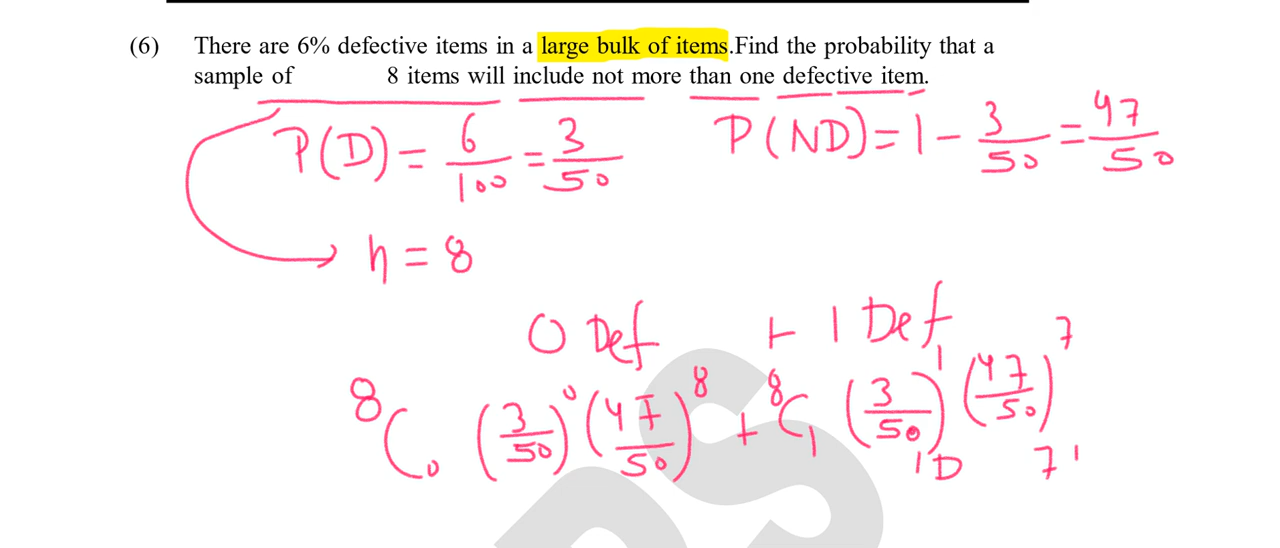 (6) There are 6% defective items in a large bulk of items.Find the probability that a
sample of 8 items will include not more than one defective item.
P(D) = 6/100 = 3/50 P(ND) = 1 - 3/50 = 47/50
n = 8
0 Def + 1 Def
⁸C₀ (3/50)⁰ (47/50)⁸ + ⁸C₁ (3/50)¹ (47/50)⁷
1D